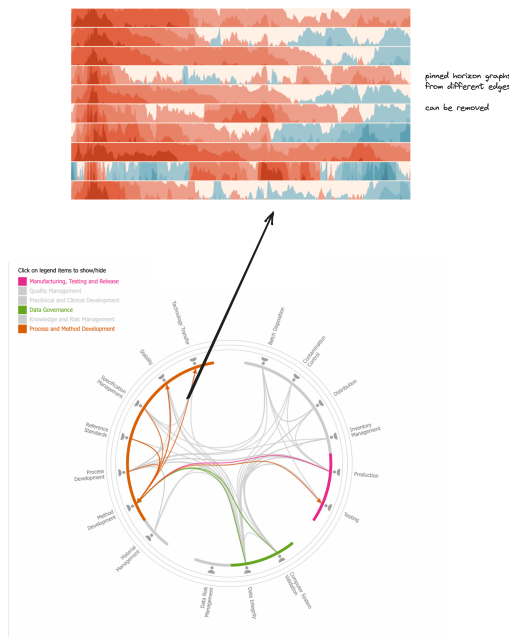 pinned horizon graphs
from different edges
can be removed
Click on legend items to show/hide
Manufacturing, Testing and Release
Quality Management
Preclinical and Clinical Development
Data Governance
Knowledge and Risk Management
Process and Method Development
Technology Transfer
Batch Disposition
Stability
Contamination
Control
Specification
Management
Distribution
Reference
Standards
Inventory
Management
Process
Development
Production
Method
Development
Testing
Material
Management
Computer System
Validation
Data Risk
Management
Data Integrity